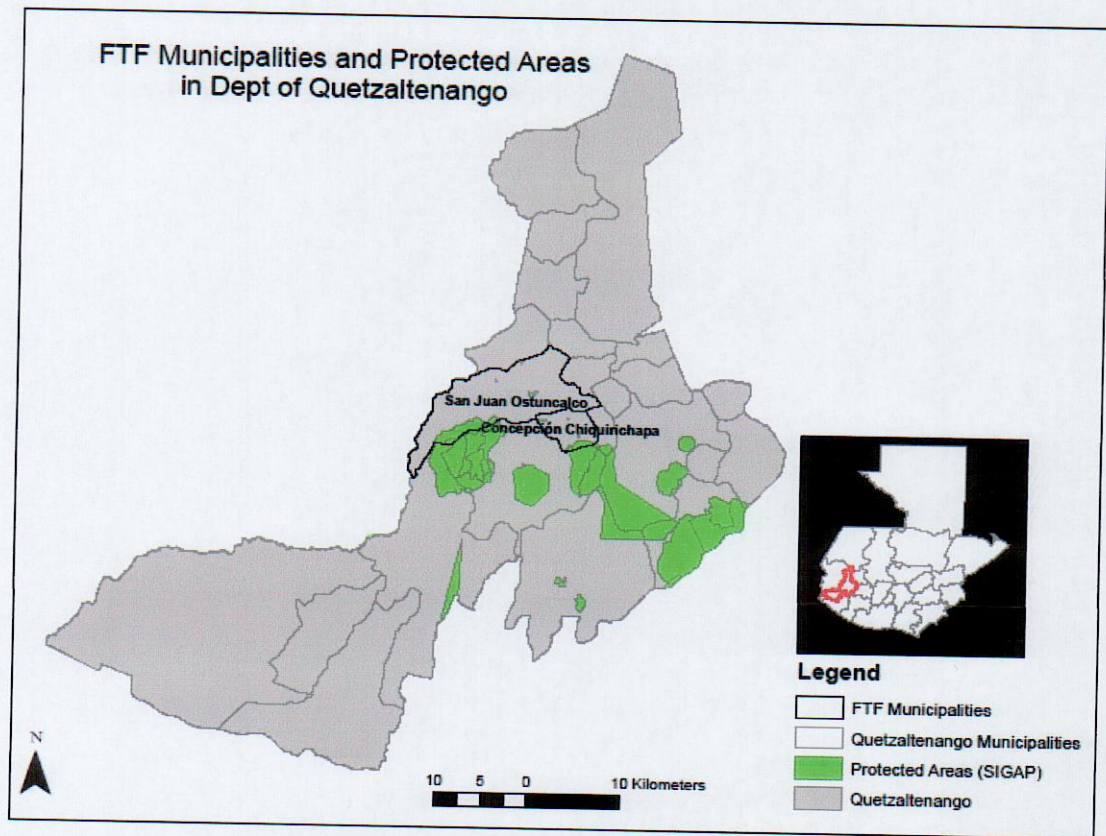 FTF Municipalities and Protected Areas
in Dept of Quetzaltenango
San Juan Ostuncalco
Concepción Chiquirichapa
N
10 5 0 10 Kilometers
Legend
FTF Municipalities
Quetzaltenango Municipalities
Protected Areas (SIGAP)
Quetzaltenango